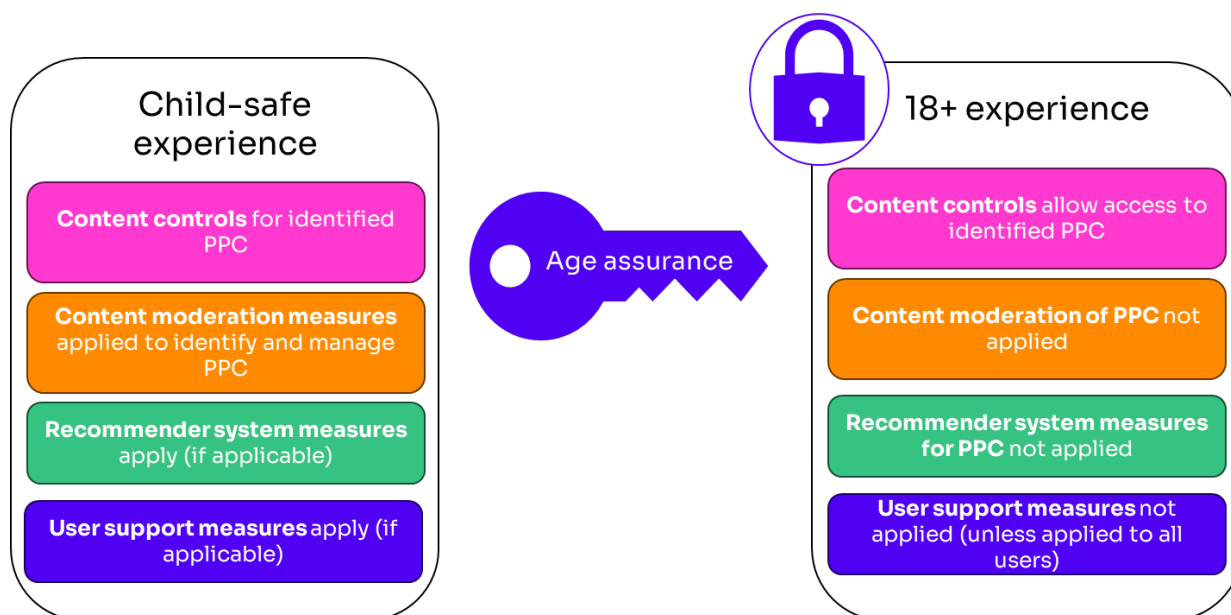 Child-safe
experience
Content controls for identified
PPC
Content moderation measures
applied to identify and manage
PPC
Recommender system measures
apply (if applicable)
User support measures apply (if
applicable)
Age assurance
18+ experience
Content controls allow access to
identified PPC
Content moderation of PPC not
applied
Recommender system measures
for PPC not applied
User support measures not
applied (unless applied to all
users)